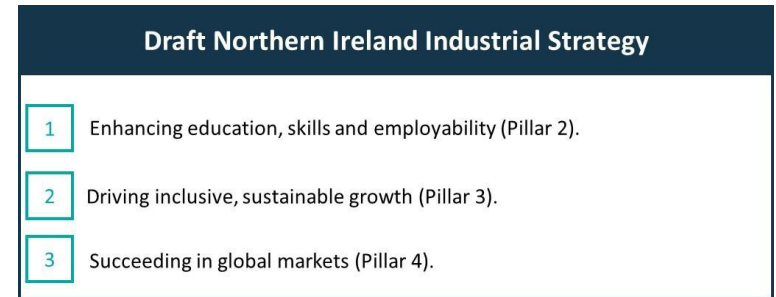 Draft Northern Ireland Industrial Strategy
1 Enhancing education, skills and employability (Pillar 2).
2 Driving inclusive, sustainable growth (Pillar 3).
3 Succeeding in global markets (Pillar 4).